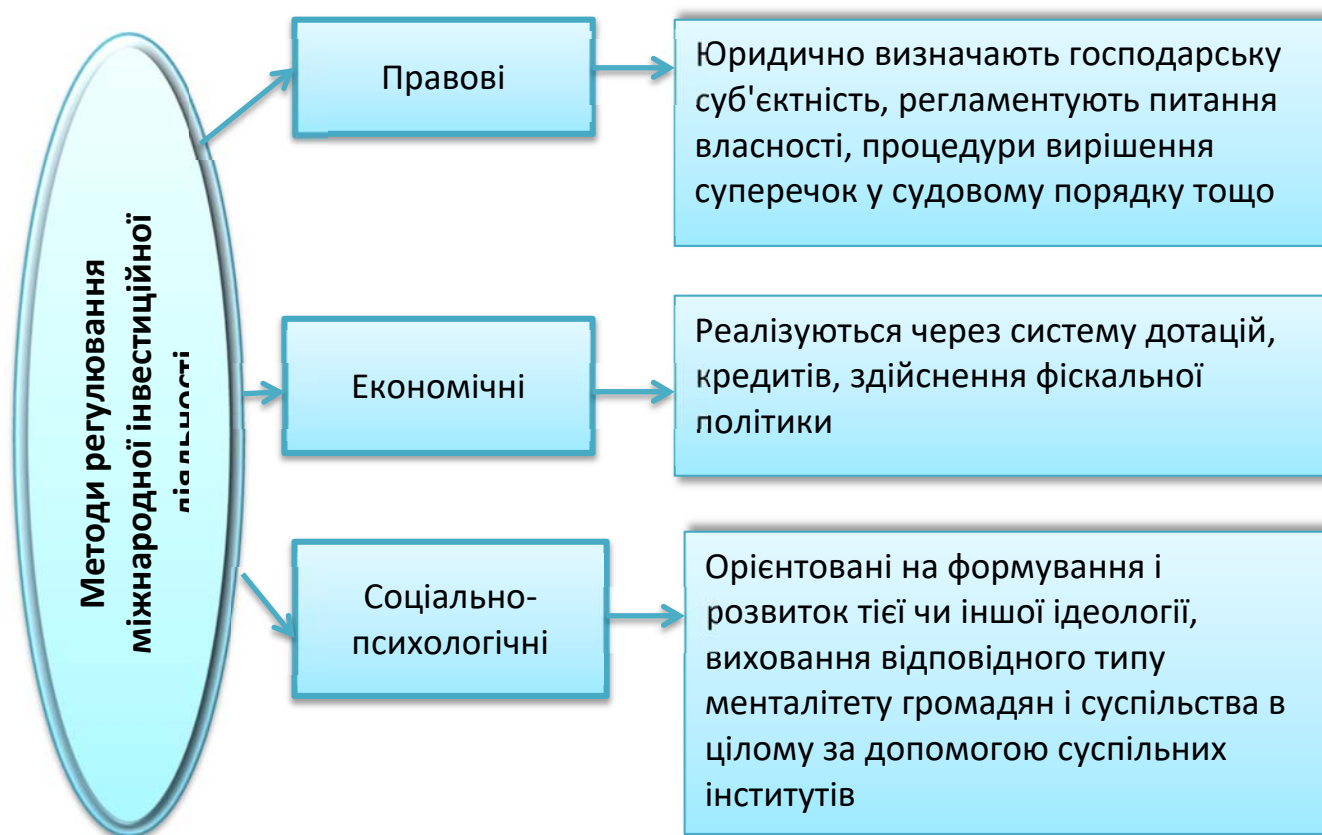 Методи регулювання
міжнародної інвестиційної
діяльності
Правові
Юридично визначають господарську
суб'єктність, регламентують питання
власності, процедури вирішення
суперечок у судовому порядку тощо
Економічні
Реалізуються через систему дотацій,
кредитів, здійснення фіскальної
політики
Соціально-
психологічні
Орієнтовані на формування і
розвиток тієї чи іншої ідеології,
виховання відповідного типу
менталітету громадян і суспільства в
цілому за допомогою суспільних
інститутів